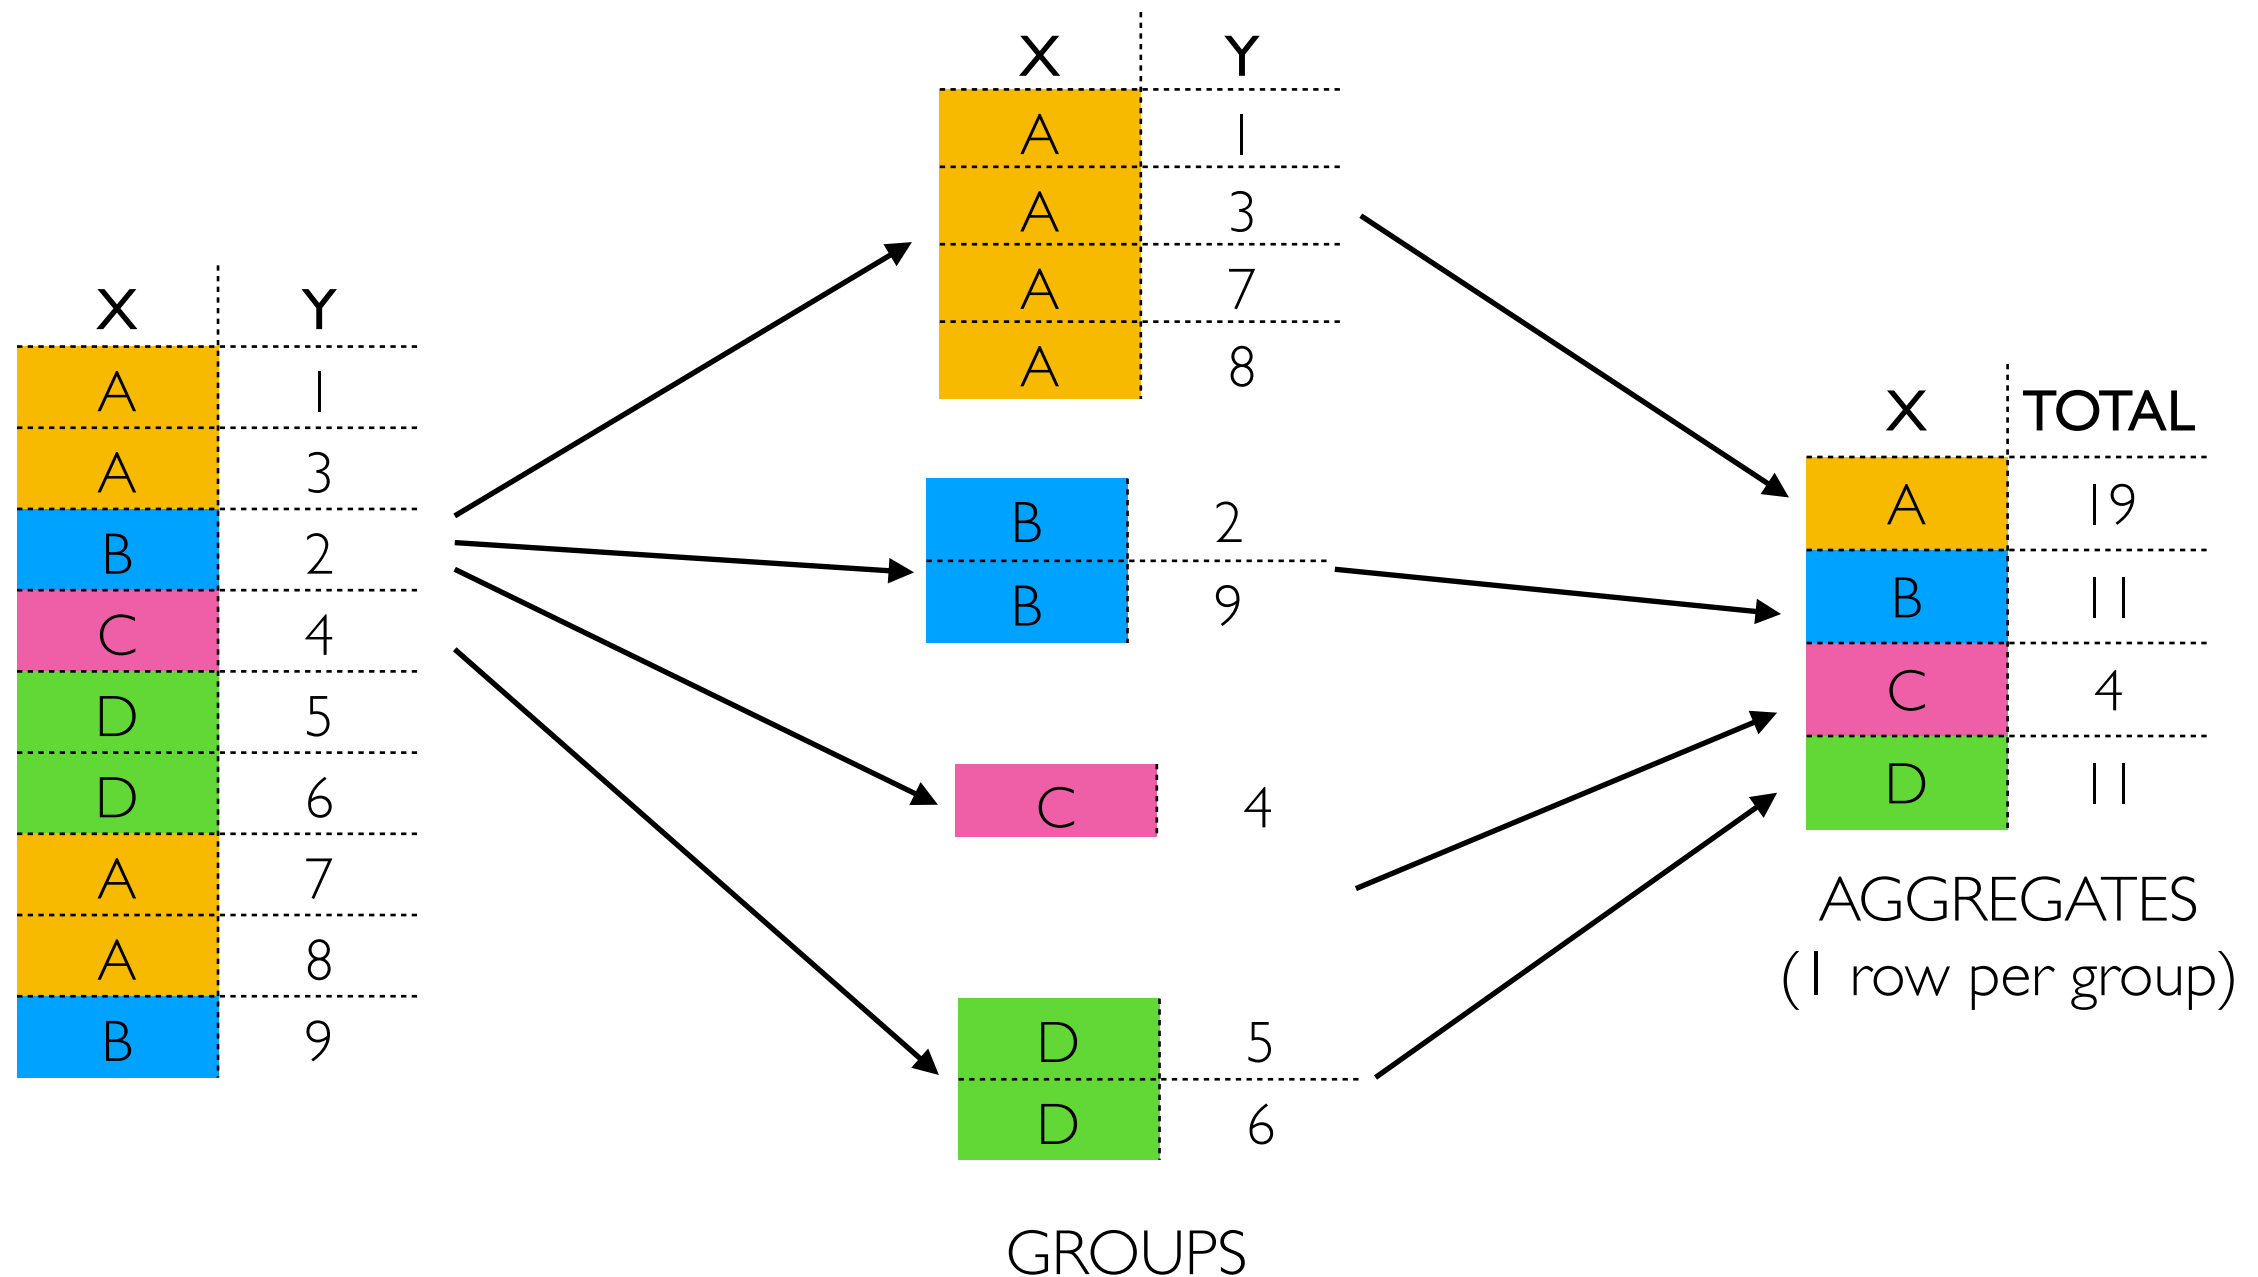 X Y
A 1
A 3
B 2
C 4
D 5
D 6
A 7
A 8
B 9
X Y
A 1
A 3
A 7
A 8
B 2
B 9
C 4
D 5
D 6
GROUPS
X TOTAL
A 19
B 11
C 4
D 11
AGGREGATES
(1 row per group)